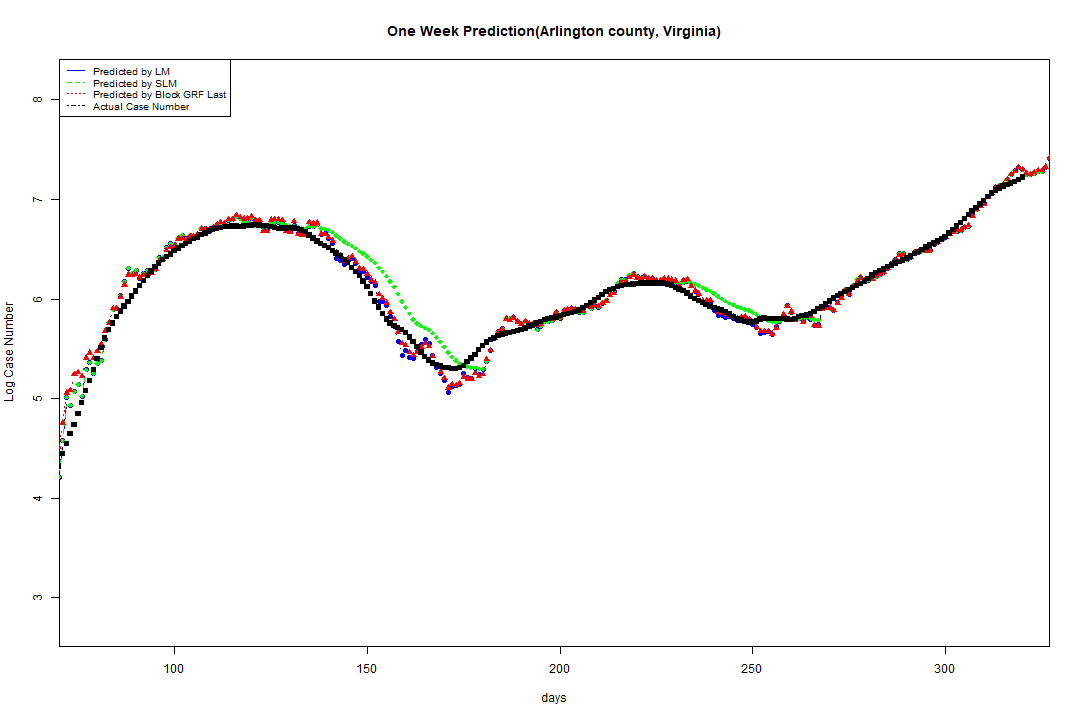 One Week Prediction(Arlington county, Virginia)
Predicted by LM
Predicted by SLM
Predicted by Block GRF Last
Actual Case Number
8
7
6
5
4
3
Log Case Number
100 150 200 250 300
days